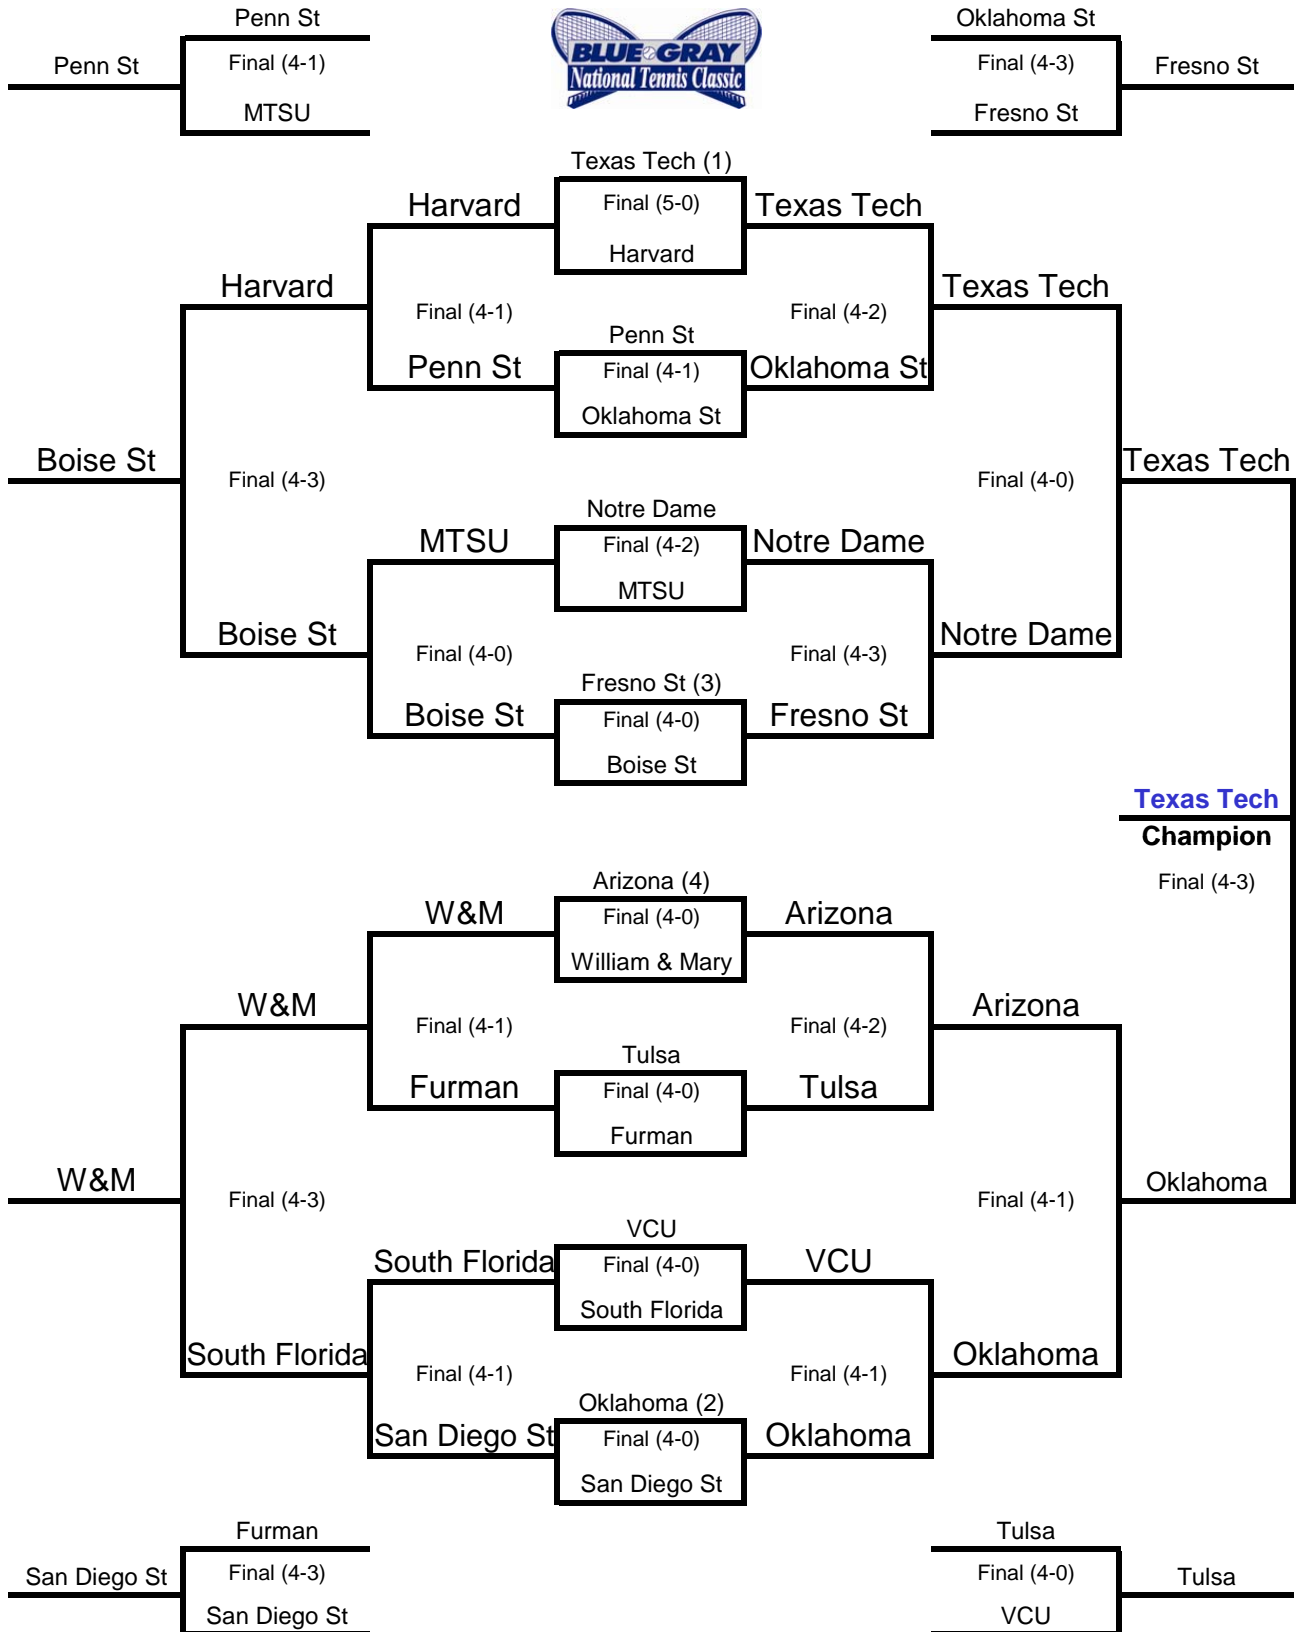 Penn St
Oklahoma St
Penn St
Final (4-1)
BLUE GRAY
National Tennis Classic
Final (4-3)
Fresno St
MTSU
Fresno St
Texas Tech (1)
Harvard
Final (5-0)
Texas Tech
Harvard
Harvard
Texas Tech
Final (4-1)
Final (4-2)
Penn St
Penn St
Final (4-1)
Oklahoma St
Oklahoma St
Boise St
Final (4-3)
Final (4-0)
Texas Tech
Notre Dame
MTSU
Final (4-2)
Notre Dame
MTSU
Boise St
Notre Dame
Final (4-0)
Final (4-3)
Fresno St (3)
Boise St
Final (4-0)
Fresno St
Boise St
Texas Tech
Champion
Final (4-3)
Arizona (4)
W&M
Final (4-0)
Arizona
William & Mary
W&M
Arizona
Final (4-1)
Final (4-2)
Tulsa
Furman
Final (4-0)
Tulsa
Furman
W&M
Final (4-3)
Final (4-1)
Oklahoma
VCU
South Florida
Final (4-0)
VCU
South Florida
South Florida
Oklahoma
Final (4-1)
Final (4-1)
Oklahoma (2)
San Diego St
Final (4-0)
Oklahoma
San Diego St
Furman
Tulsa
San Diego St
Final (4-3)
Final (4-0)
Tulsa
San Diego St
VCU